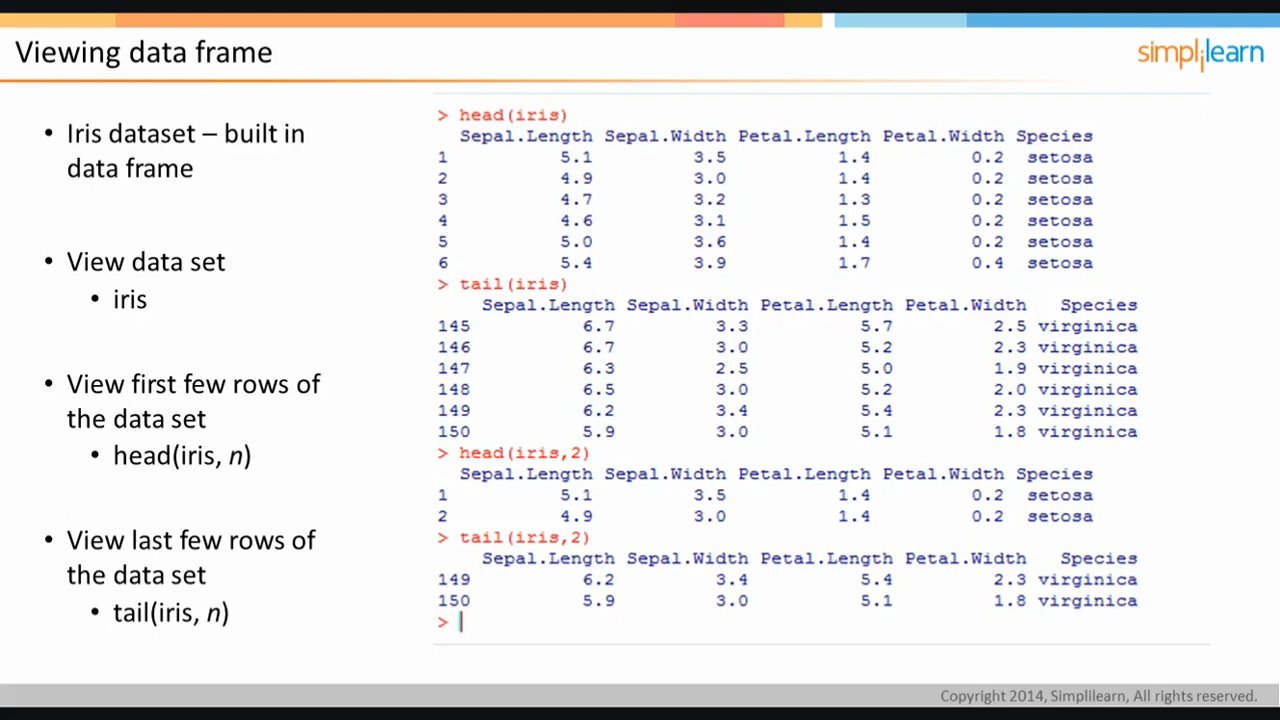 Viewing data frame
simplilearn
• Iris dataset – built in
data frame
• View data set
• iris
• View first few rows of
the data set
• head(iris, n)
• View last few rows of
the data set
• tail(iris, n)
> head(iris)
Sepal.Length Sepal.Width Petal.Length Petal.Width Species
1 5.1 3.5 1.4 0.2 setosa
2 4.9 3.0 1.4 0.2 setosa
3 4.7 3.2 1.3 0.2 setosa
4 4.6 3.1 1.5 0.2 setosa
5 5.0 3.6 1.4 0.2 setosa
6 5.4 3.9 1.7 0.4 setosa
> tail(iris)
Sepal.Length Sepal.Width Petal.Length Petal.Width Species
145 6.7 3.3 5.7 2.5 virginica
146 6.7 3.0 5.2 2.3 virginica
147 6.3 2.5 5.0 1.9 virginica
148 6.5 3.0 5.2 2.0 virginica
149 6.2 3.4 5.4 2.3 virginica
150 5.9 3.0 5.1 1.8 virginica
> head(iris,2)
Sepal.Length Sepal.Width Petal.Length Petal.Width Species
1 5.1 3.5 1.4 0.2 setosa
2 4.9 3.0 1.4 0.2 setosa
> tail(iris,2)
Sepal.Length Sepal.Width Petal.Length Petal.Width Species
149 6.2 3.4 5.4 2.3 virginica
150 5.9 3.0 5.1 1.8 virginica
>
Copyright 2014, Simplilearn, All rights reserved.